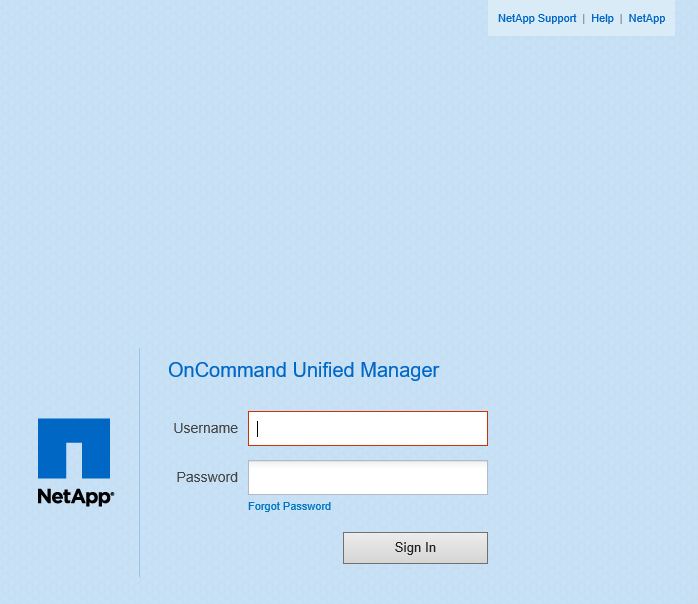 NetApp Support | Help | NetApp
OnCommand Unified Manager
Username
Password
Forgot Password
Sign In
NetApp®